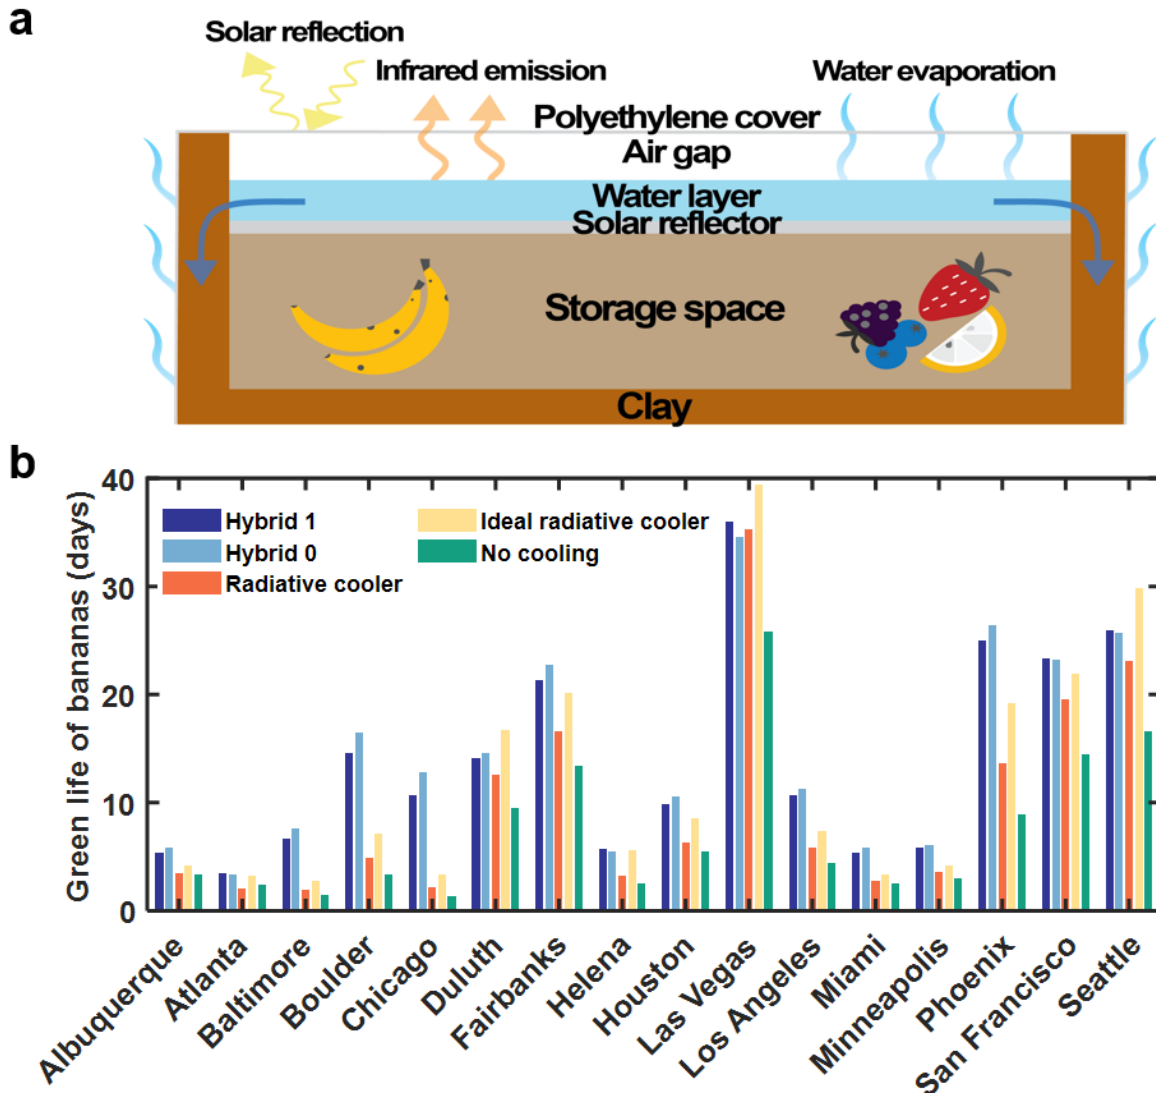 a
Solar reflection
Infrared emission
Water evaporation
Polyethylene cover
Air gap
Water layer
Solar reflector
Storage space
Clay
b
Green life of bananas (days)
40
30
20
10
0
Hybrid 1
Hybrid 0
Radiative cooler
Ideal radiative cooler
No cooling
Albuquerque
Atlanta
Baltimore
Boulder
Chicago
Duluth
Fairbanks
Helena
Houston
Las Vegas
Los Angeles
Miami
Minneapolis
Phoenix
San Francisco
Seattle